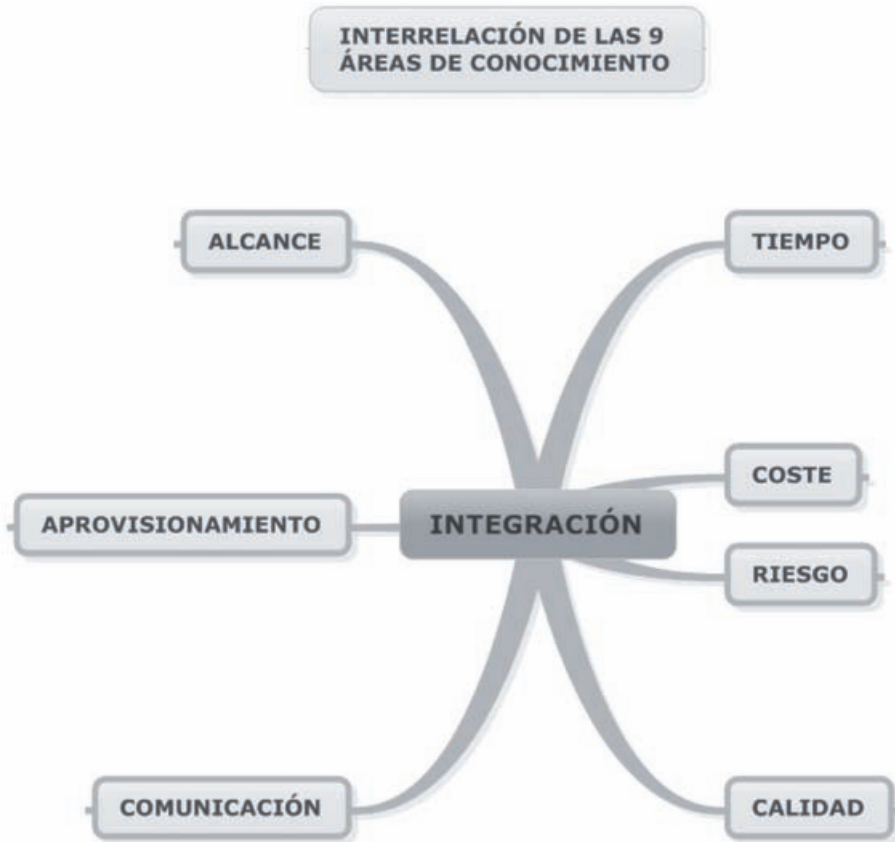 INTERRELACIÓN DE LAS 9
ÁREAS DE CONOCIMIENTO
ALCANCE
TIEMPO
COSTE
APROVISIONAMIENTO
INTEGRACIÓN
RIESGO
COMUNICACIÓN
CALIDAD